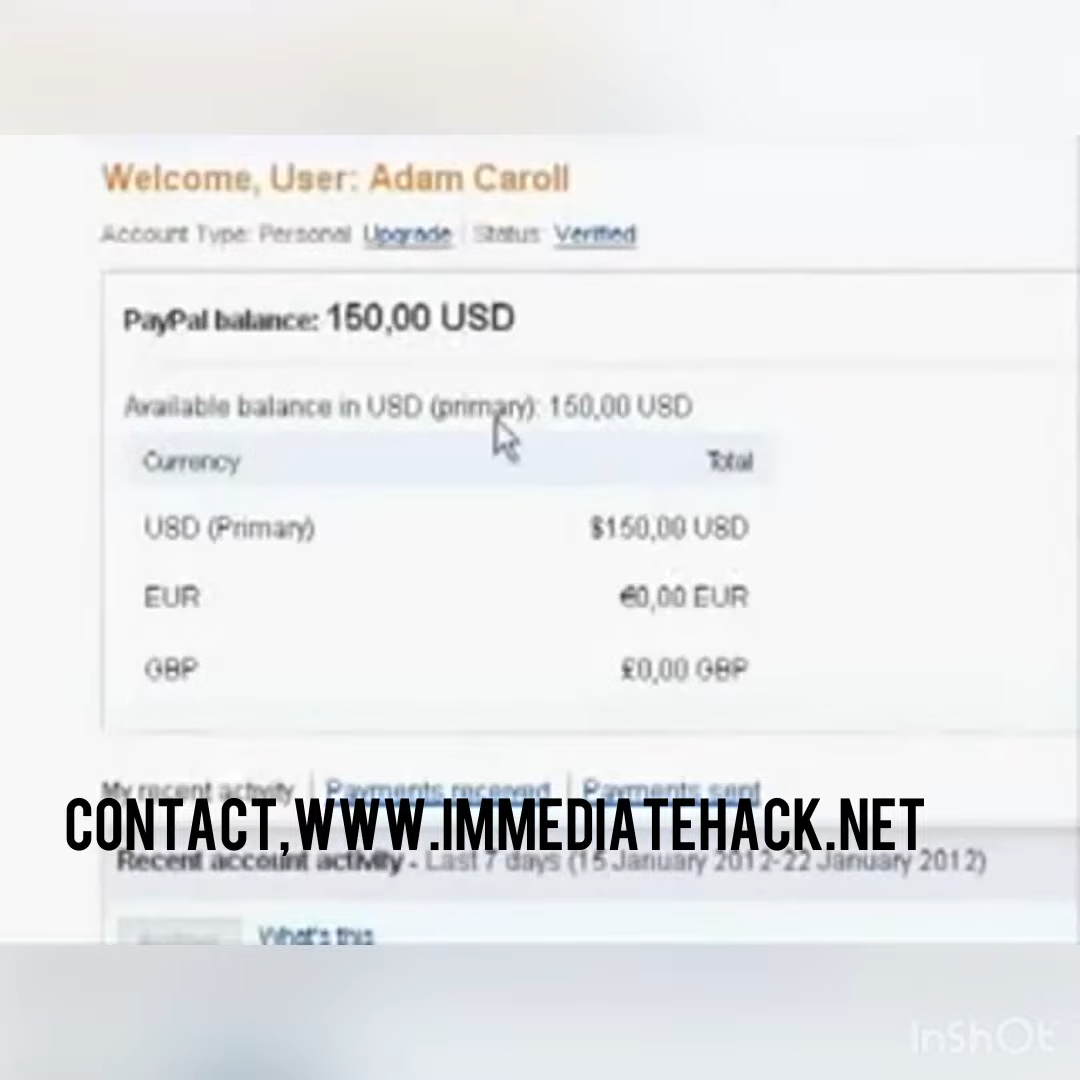 Welcome, User: Adam Caroll
Account Type: Personal Upgrade | Status: Verified
PayPal balance: 150,00 USD
Available balance in USD (primary): 150,00 USD
Currency Total
USD (Primary) $150,00 USD
EUR €0,00 EUR
GBP £0,00 GBP
My recent activity | Payments received | Payments sent
CONTACT,WWW.IMMEDIATEHACK.NET
Recent account activity - Last 7 days (15 January 2012-22 January 2012)
What's this
InShOt